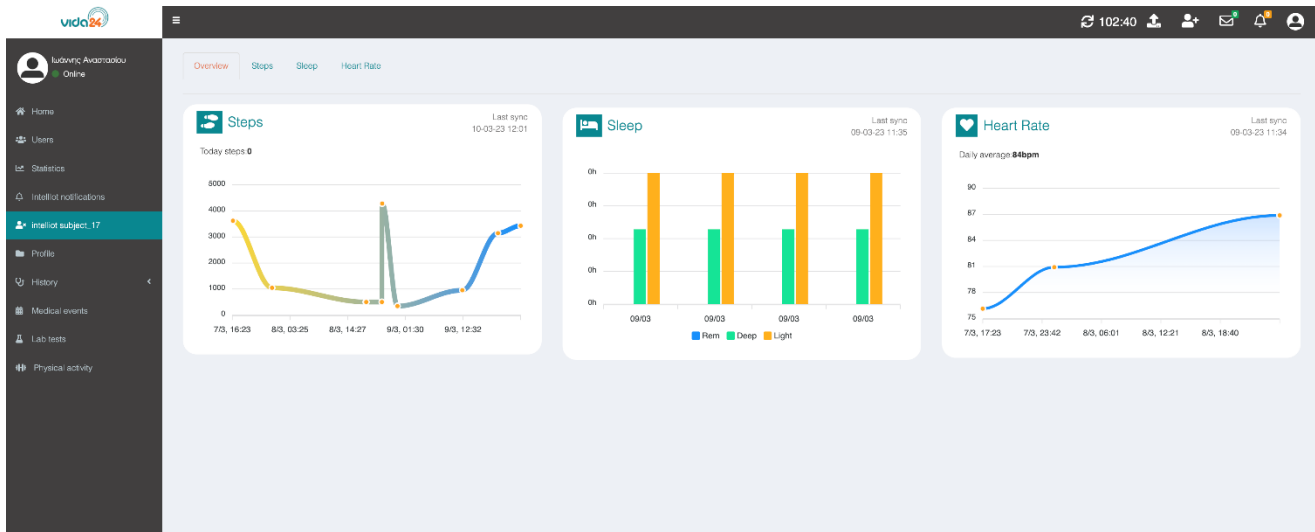 vida24
102:40
0
0
Ιωάννης Αναστασίου
Online
Home
Users
Statistics
Intelliot notifications
intelliot subject_17
Profile
History
Medical events
Lab tests
Physical activity
Overview Steps Sleep Heart Rate
Steps
Last sync
10-03-23 12:01
Today steps:0
5000
4000
3000
2000
1000
0
7/3, 16:23 8/3, 03:25 8/3, 14:27 9/3, 01:30 9/3, 12:32
Sleep
Last sync
09-03-23 11:35
0h
0h
0h
0h
0h
09/03 09/03 09/03 09/03
Rem Deep Light
Heart Rate
Last sync
09-03-23 11:34
Daily average:84bpm
90
87
84
81
78
75
7/3, 17:23 7/3, 23:42 8/3, 06:01 8/3, 12:21 8/3, 18:40